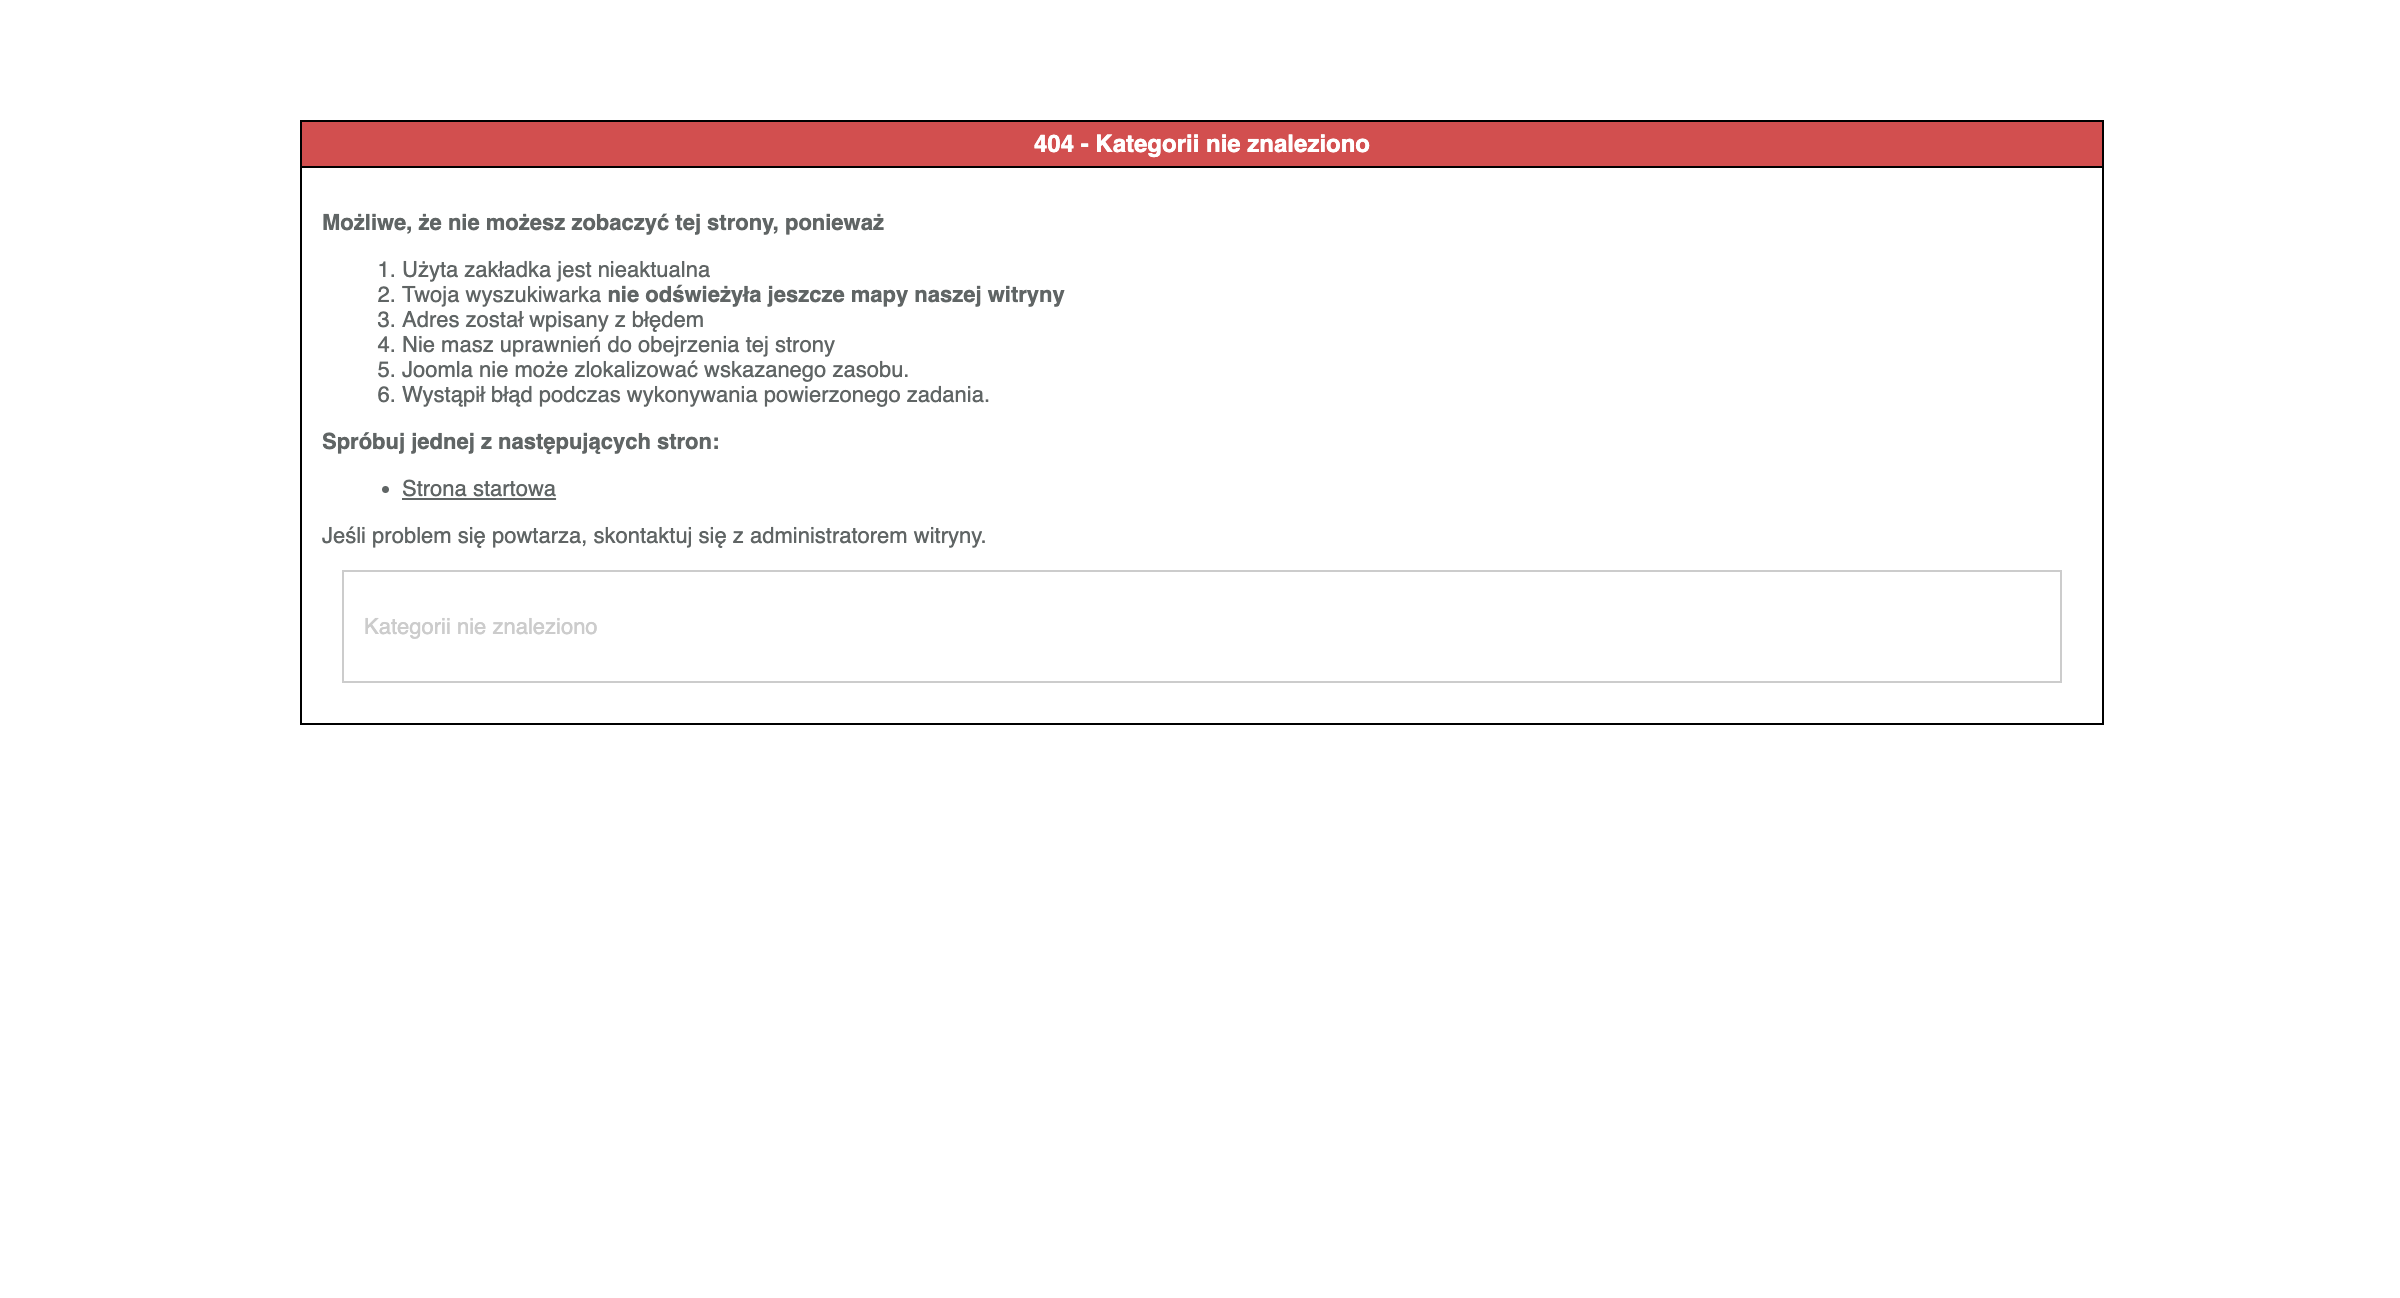 404 - Kategorii nie znaleziono
Możliwe, że nie możesz zobaczyć tej strony, ponieważ
1. Użyta zakładka jest nieaktualna
2. Twoja wyszukiwarka nie odświeżyła jeszcze mapy naszej witryny
3. Adres został wpisany z błędem
4. Nie masz uprawnień do obejrzenia tej strony
5. Joomla nie może zlokalizować wskazanego zasobu.
6. Wystąpił błąd podczas wykonywania powierzonego zadania.
Spróbuj jednej z następujących stron:
• Strona startowa
Jeśli problem się powtarza, skontaktuj się z administratorem witryny.
Kategorii nie znaleziono